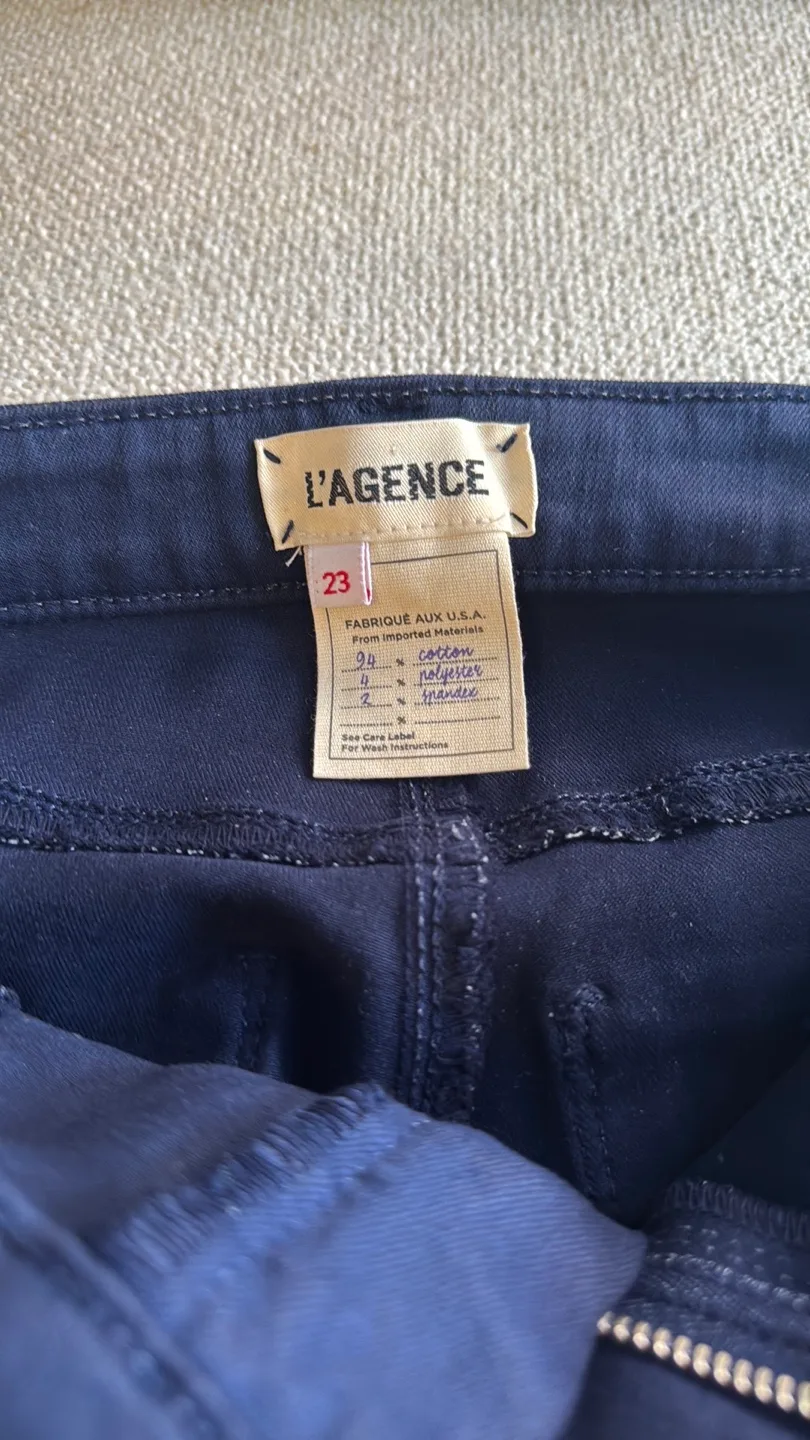 L'AGENCE
23
FABRIQUÉ AUX U.S.A.
From Imported Materials
94 % cotton
4 % polyester
2 % spandex
%
See Care Label
For Wash Instructions